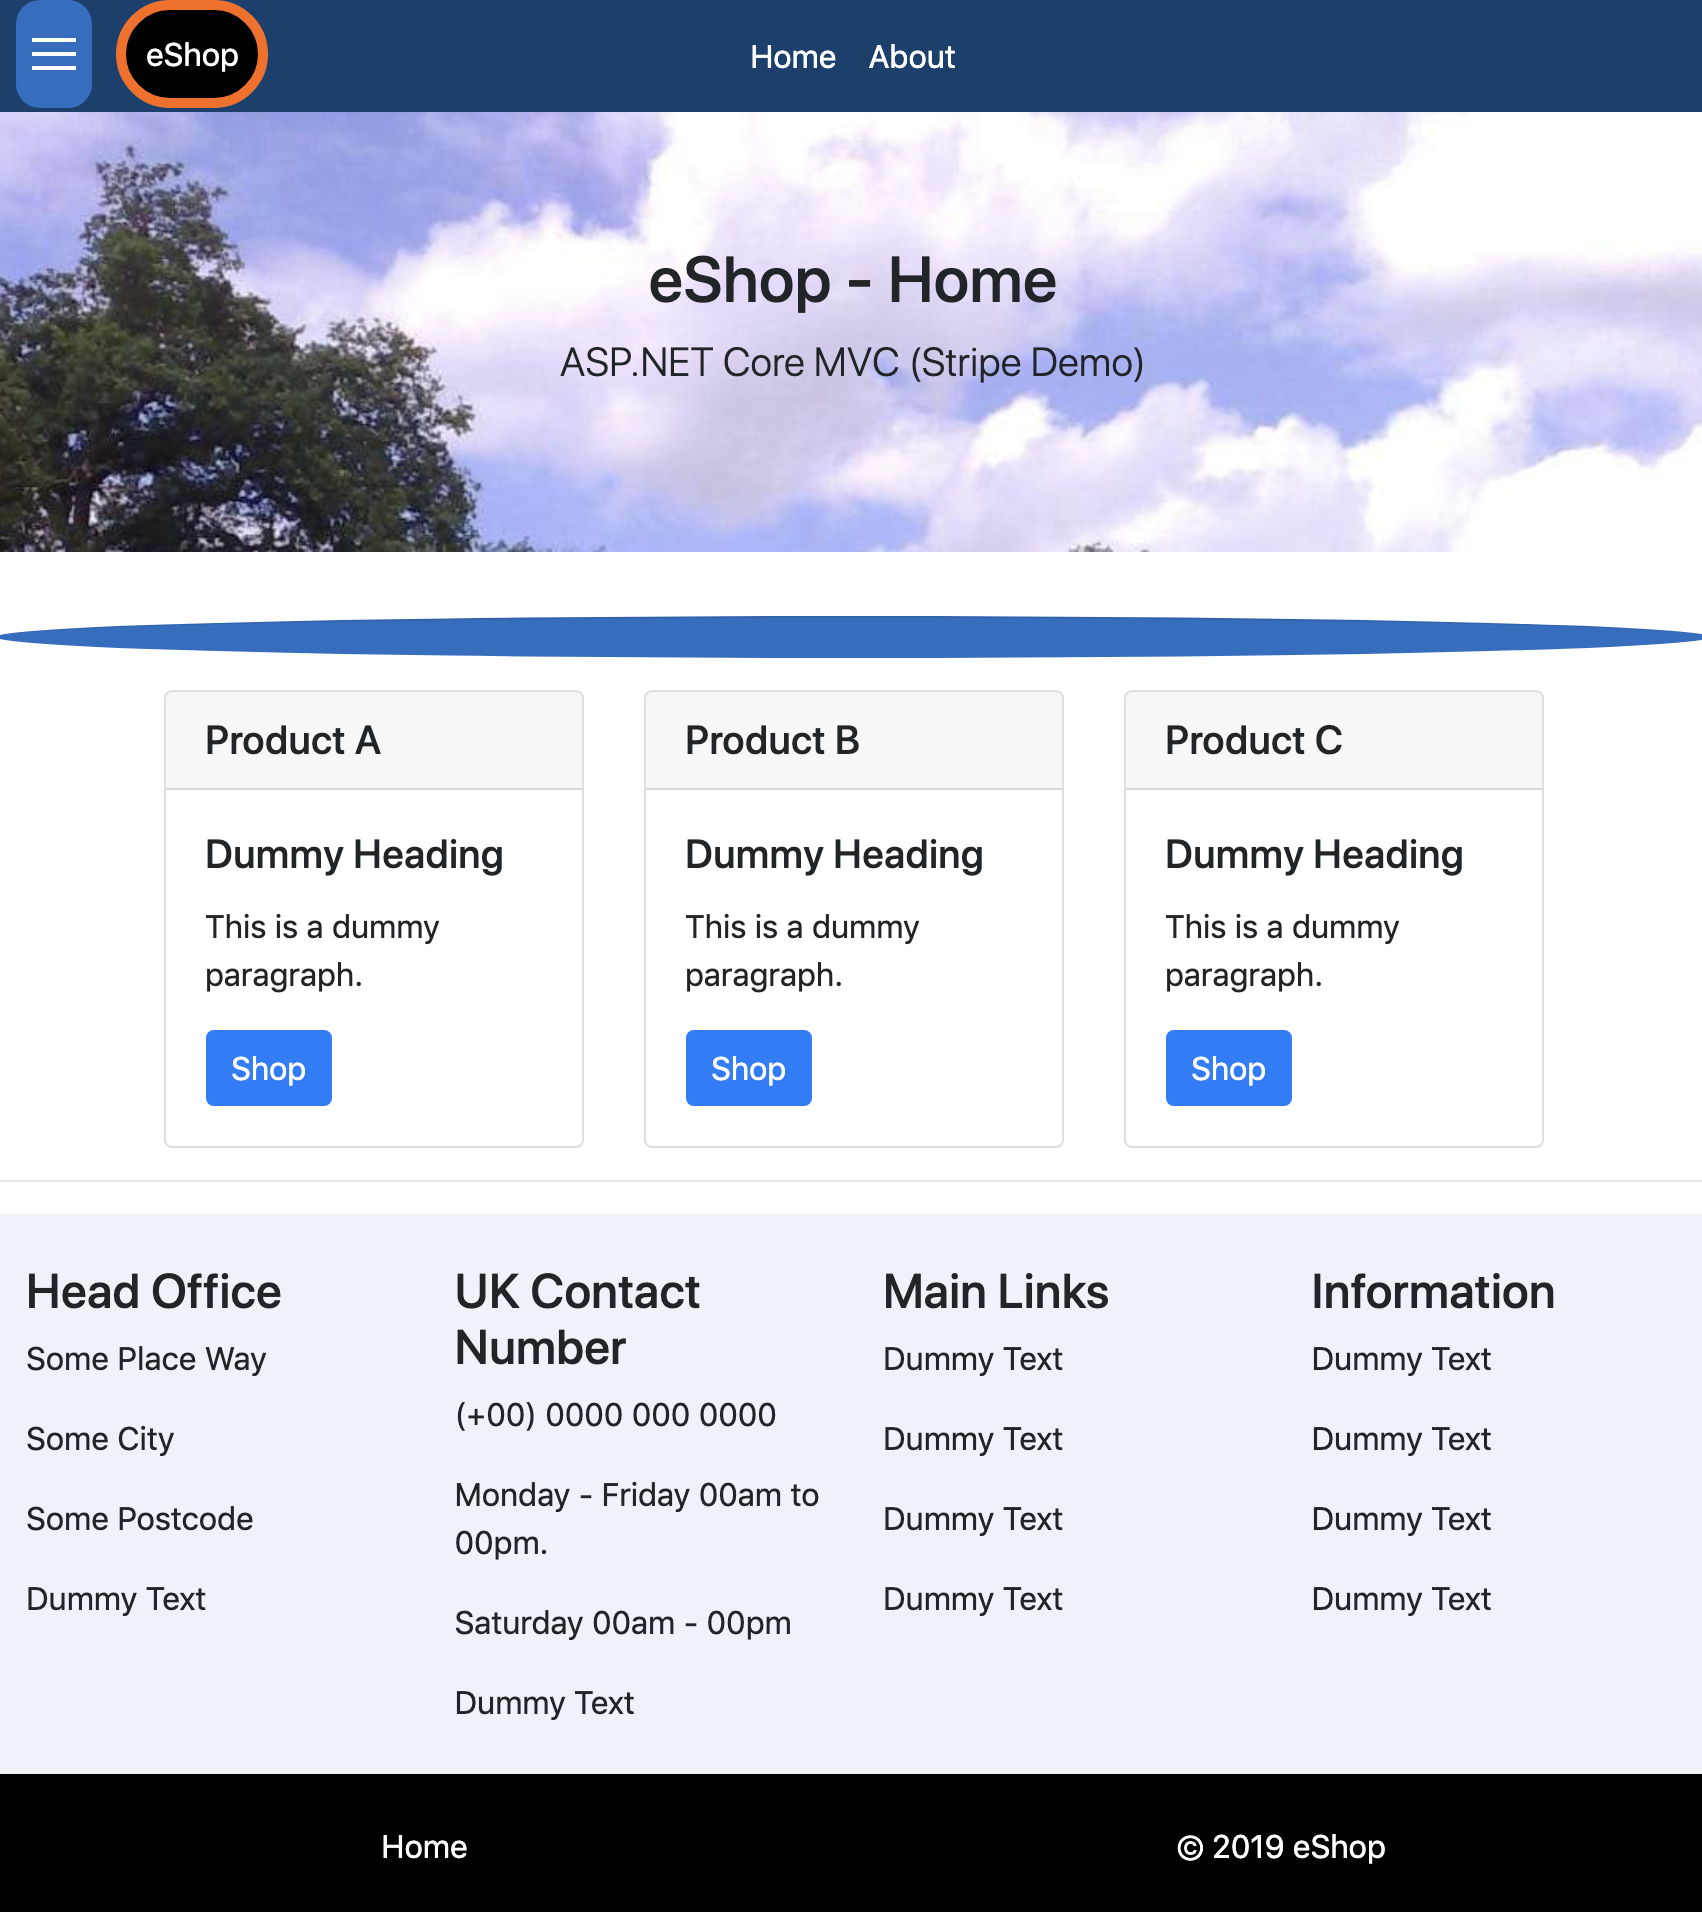 eShop
Home
About
eShop - Home
ASP.NET Core MVC (Stripe Demo)
Product A
Dummy Heading
This is a dummy
paragraph.
Shop
Product B
Dummy Heading
This is a dummy
paragraph.
Shop
Product C
Dummy Heading
This is a dummy
paragraph.
Shop
Head Office
Some Place Way
Some City
Some Postcode
Dummy Text
UK Contact
Number
(+00) 0000 000 0000
Monday - Friday 00am to
00pm.
Saturday 00am - 00pm
Dummy Text
Main Links
Dummy Text
Dummy Text
Dummy Text
Dummy Text
Information
Dummy Text
Dummy Text
Dummy Text
Dummy Text
Home
© 2019 eShop